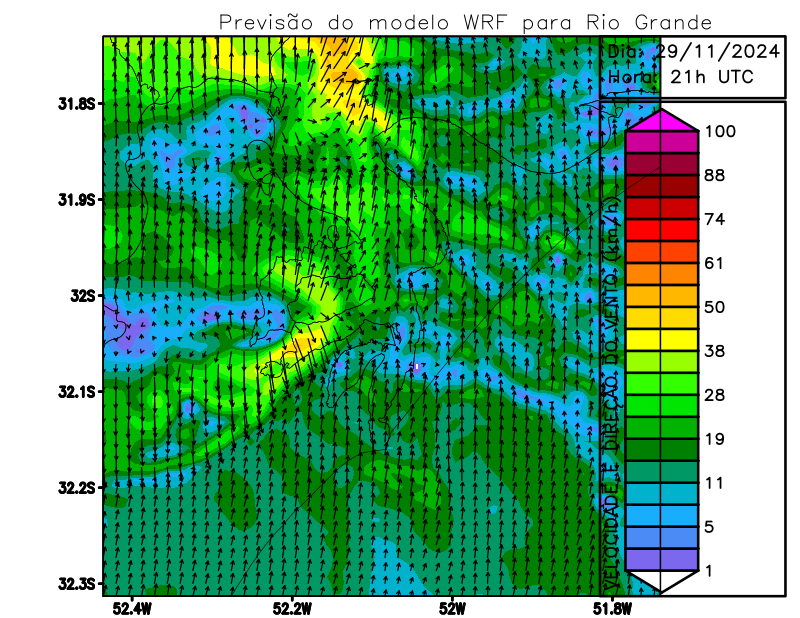 Previsão do modelo WRF para Rio Grande
Dia: 29/11/2024
Hora: 21h UTC
31.8S
31.9S
32S
32.1S
32.2S
32.3S
52.4W
52.2W
52W
51.8W
VELOCIDADE E DIREÇÃO DO VENTO (km/h)
100
88
74
61
50
38
28
19
11
5
1